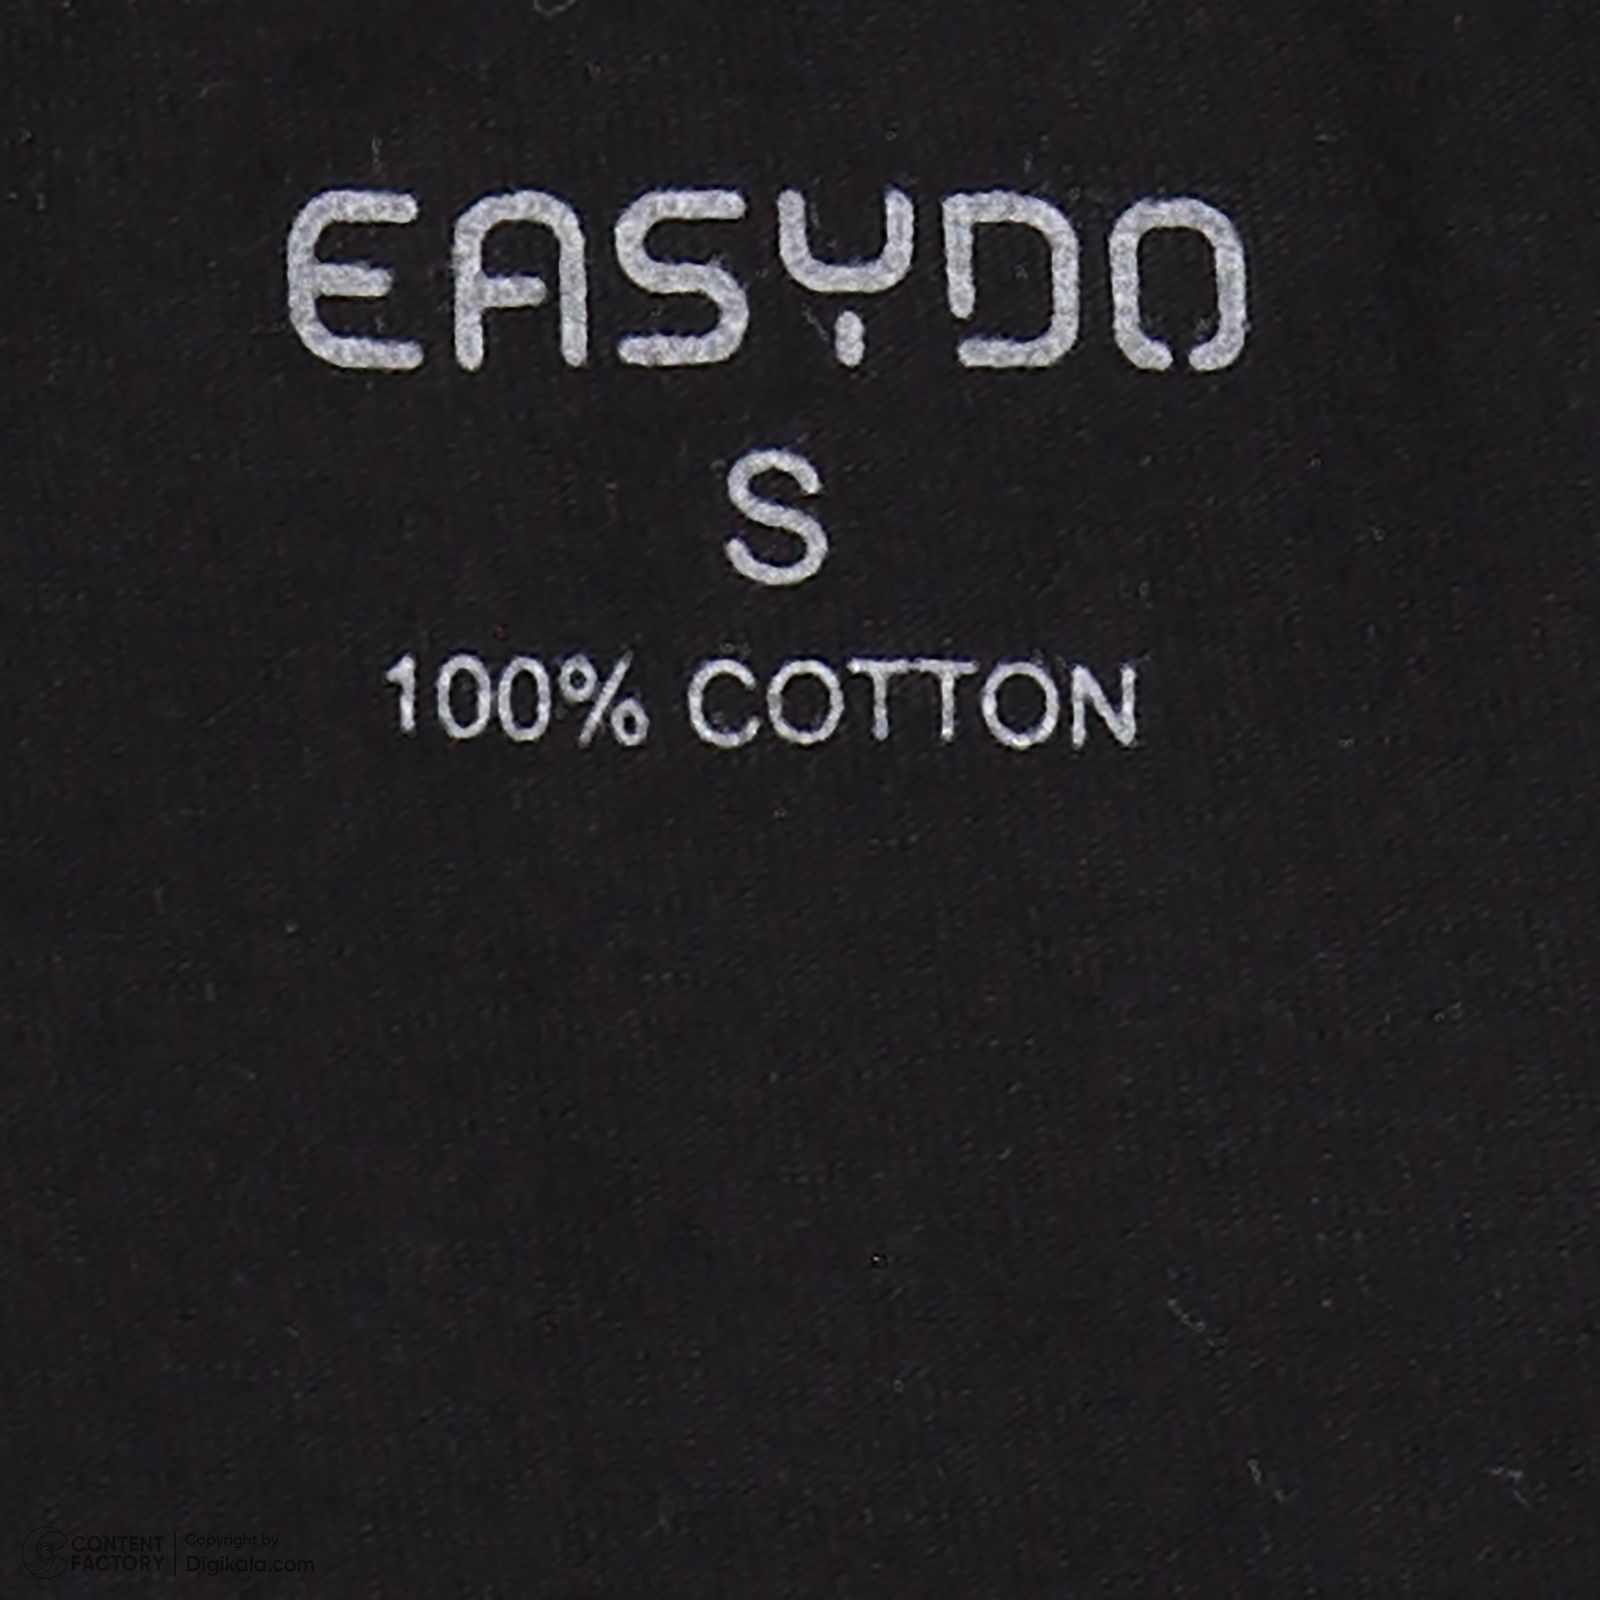 EASYDO
S
100% COTTON
CONTENT
FACTORY
Copyright by
Digikala.com